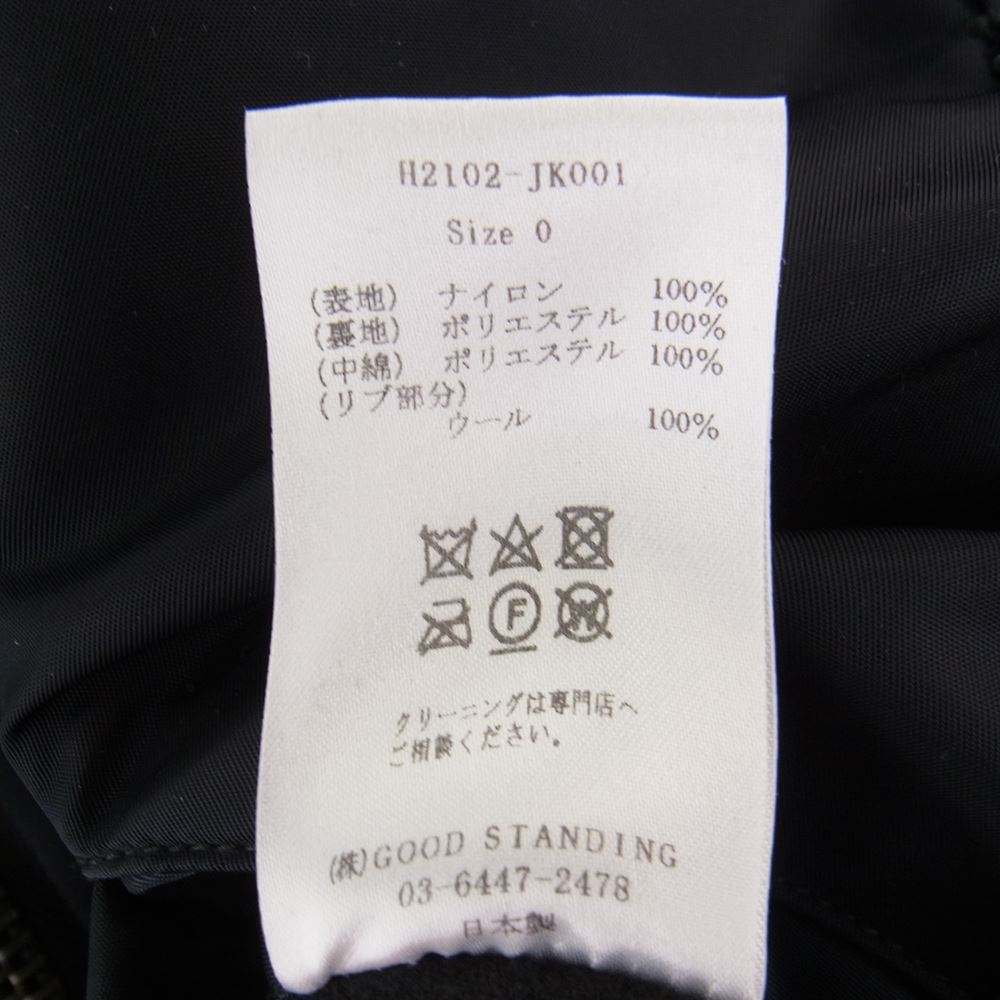 H2102-JK001
Size 0
(表地) ナイロン 100%
(裏地) ポリエステル 100%
(中綿) ポリエステル 100%
(リブ部分)
ウール 100%
F W
クリーニングは専門店へ
ご相談ください。
(株)GOOD STANDING
03-6447-2478
日本製